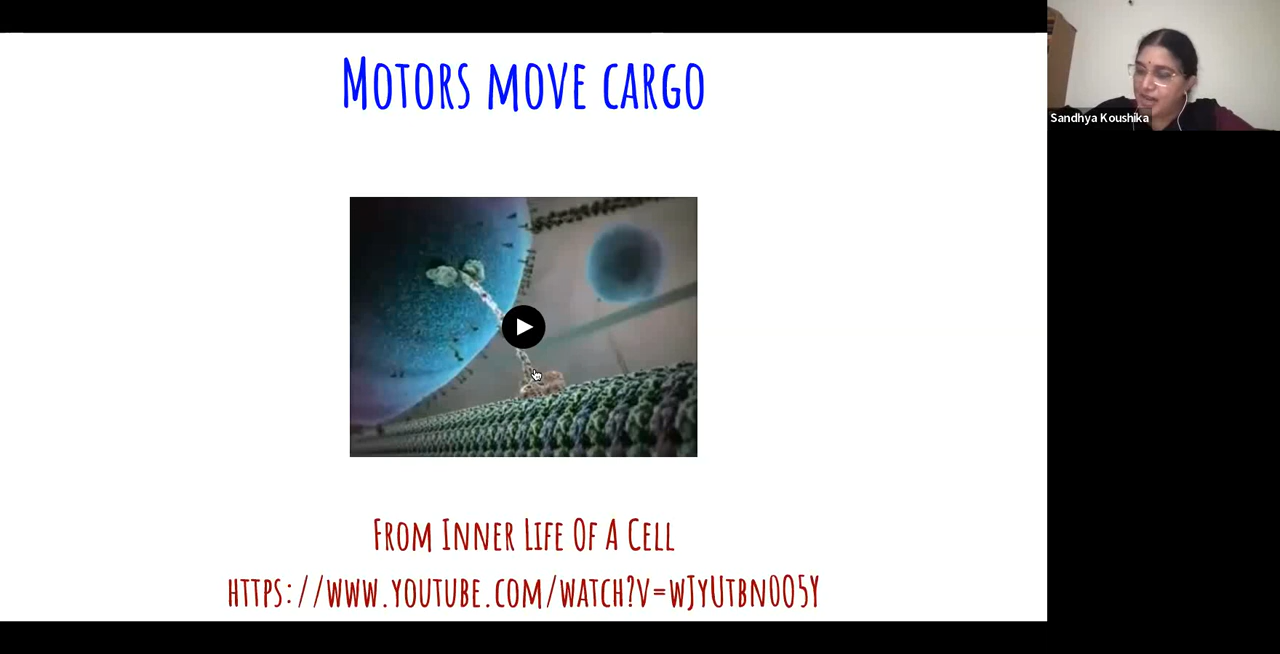 Motors move cargo
Sandhya Koushika
From Inner Life Of A Cell
https://www.youtube.com/watch?v=wJyUtbn0O5Y